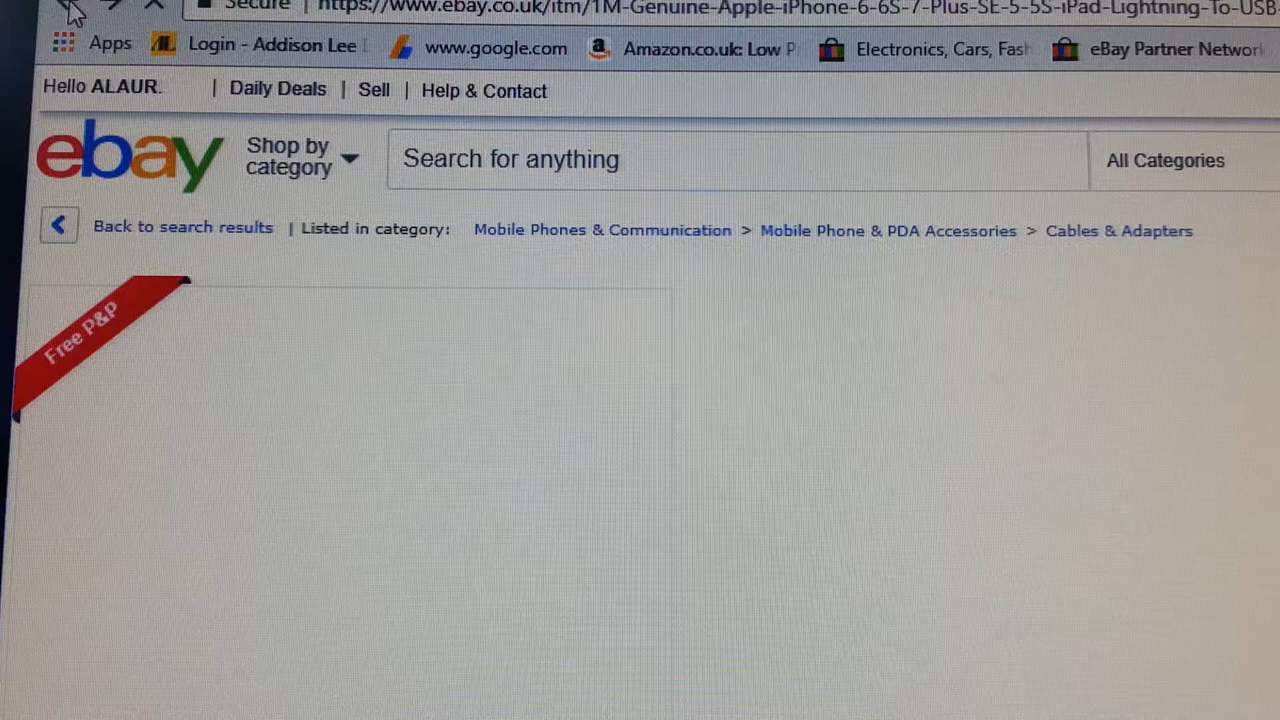 Secure | https://www.ebay.co.uk/itm/1M-Genuine-Apple-iPhone-6-6S-7-Plus-SE-5-5S-iPad-Lightning-To-USB
Apps Login - Addison Lee www.google.com Amazon.co.uk: Low P Electronics, Cars, Fash eBay Partner Network
Hello ALAUR. | Daily Deals | Sell | Help & Contact
ebay Shop by category Search for anything All Categories
Back to search results | Listed in category: Mobile Phones & Communication > Mobile Phone & PDA Accessories > Cables & Adapters
Free P&P